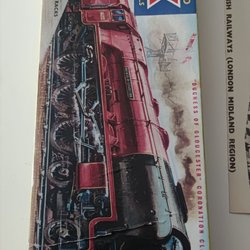 "DUCHESS OF GLOUCESTER" CORONATION CL
ISH RAILWAYS (LONDON MIDLAND REGION)